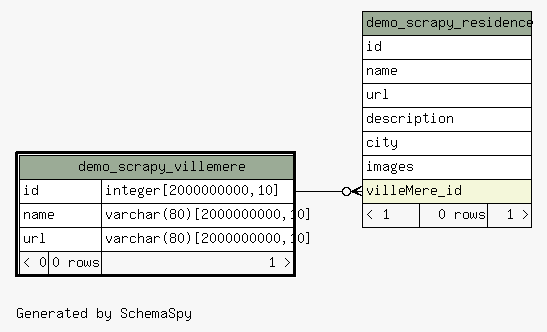 demo_scrapy_residence
id
name
url
description
city
images
villeMere_id
< 1 0 rows 1 >
demo_scrapy_villemere
id integer[2000000000,10]
name varchar(80)[2000000000,10]
url varchar(80)[2000000000,10]
< 0 0 rows 1 >
Generated by SchemaSpy